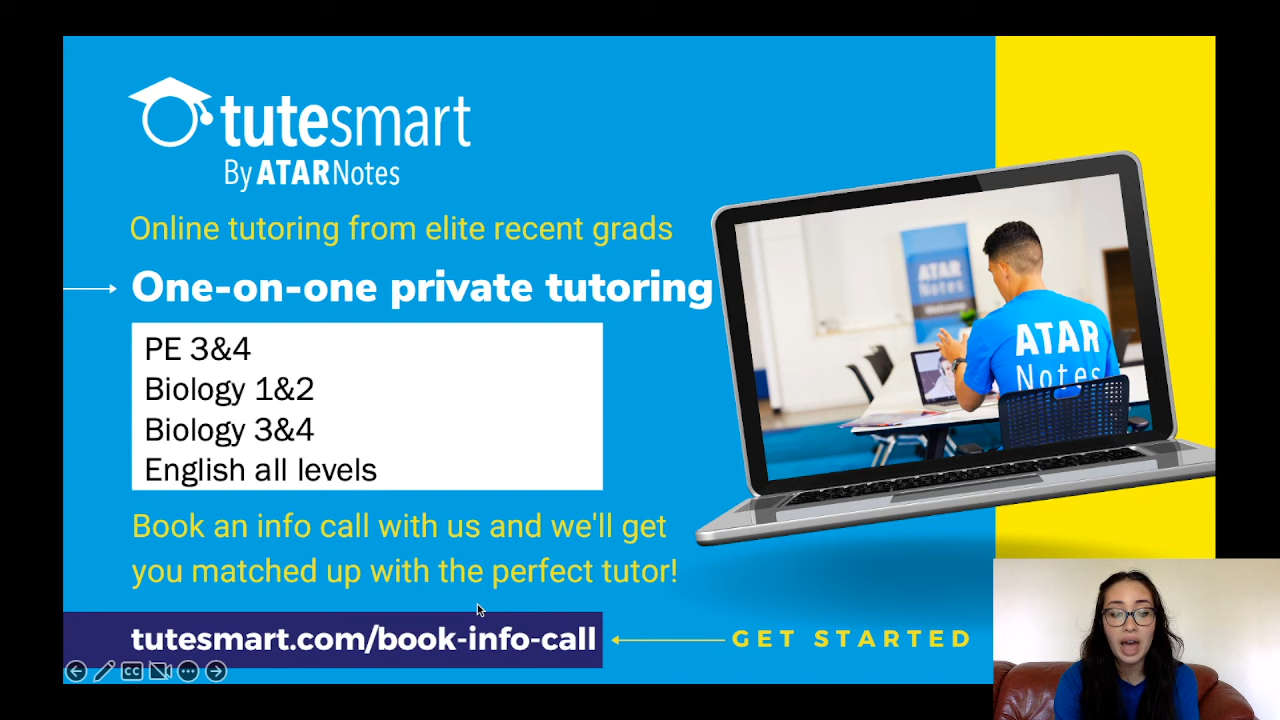 tutesmart
By ATARNotes
Online tutoring from elite recent grads
One-on-one private tutoring
PE 3&4
Biology 1&2
Biology 3&4
English all levels
Book an info call with us and we'll get
you matched up with the perfect tutor!
tutesmart.com/book-info-call
GET STARTED
ATAR
Notes
ATAR
Notes
CC